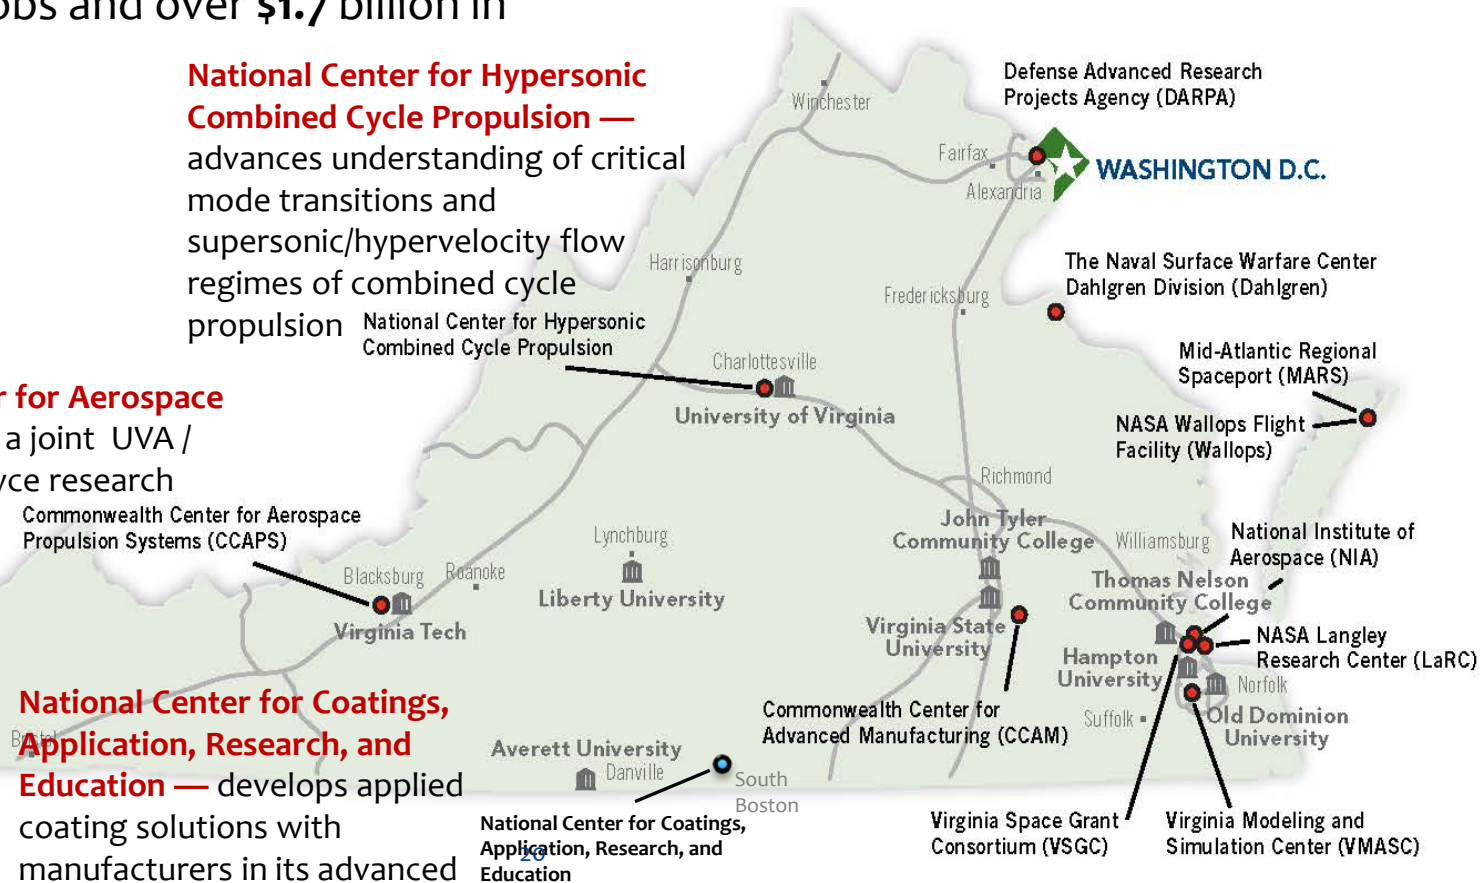 obs and over $1.7 billion in
National Center for Hypersonic
Combined Cycle Propulsion —
advances understanding of critical
mode transitions and
supersonic/hypervelocity flow
regimes of combined cycle
propulsion
r for Aerospace
a joint UVA /
yce research
National Center for Coatings,
Application, Research, and
Education — develops applied
coating solutions with
manufacturers in its advanced
Winchester
Defense Advanced Research
Projects Agency (DARPA)
Fairfax
WASHINGTON D.C.
Alexandria
Harrisonburg
The Naval Surface Warfare Center
Dahlgren Division (Dahlgren)
Fredericksburg
National Center for Hypersonic
Combined Cycle Propulsion
Charlottesville
University of Virginia
Mid-Atlantic Regional
Spaceport (MARS)
NASA Wallops Flight
Facility (Wallops)
Richmond
Commonwealth Center for Aerospace
Propulsion Systems (CCAPS)
Blacksburg
Roanoke
Virginia Tech
Lynchburg
Liberty University
John Tyler
Community College
Williamsburg
National Institute of
Aerospace (NIA)
Thomas Nelson
Community College
Virginia State
University
Hampton
University
NASA Langley
Research Center (LaRC)
Norfolk
Suffolk
Old Dominion
University
Commonwealth Center for
Advanced Manufacturing (CCAM)
Bristol
Averett University
Danville
South
Boston
National Center for Coatings,
Application, Research, and
Education
20
Virginia Space Grant
Consortium (VSGC)
Virginia Modeling and
Simulation Center (VMASC)